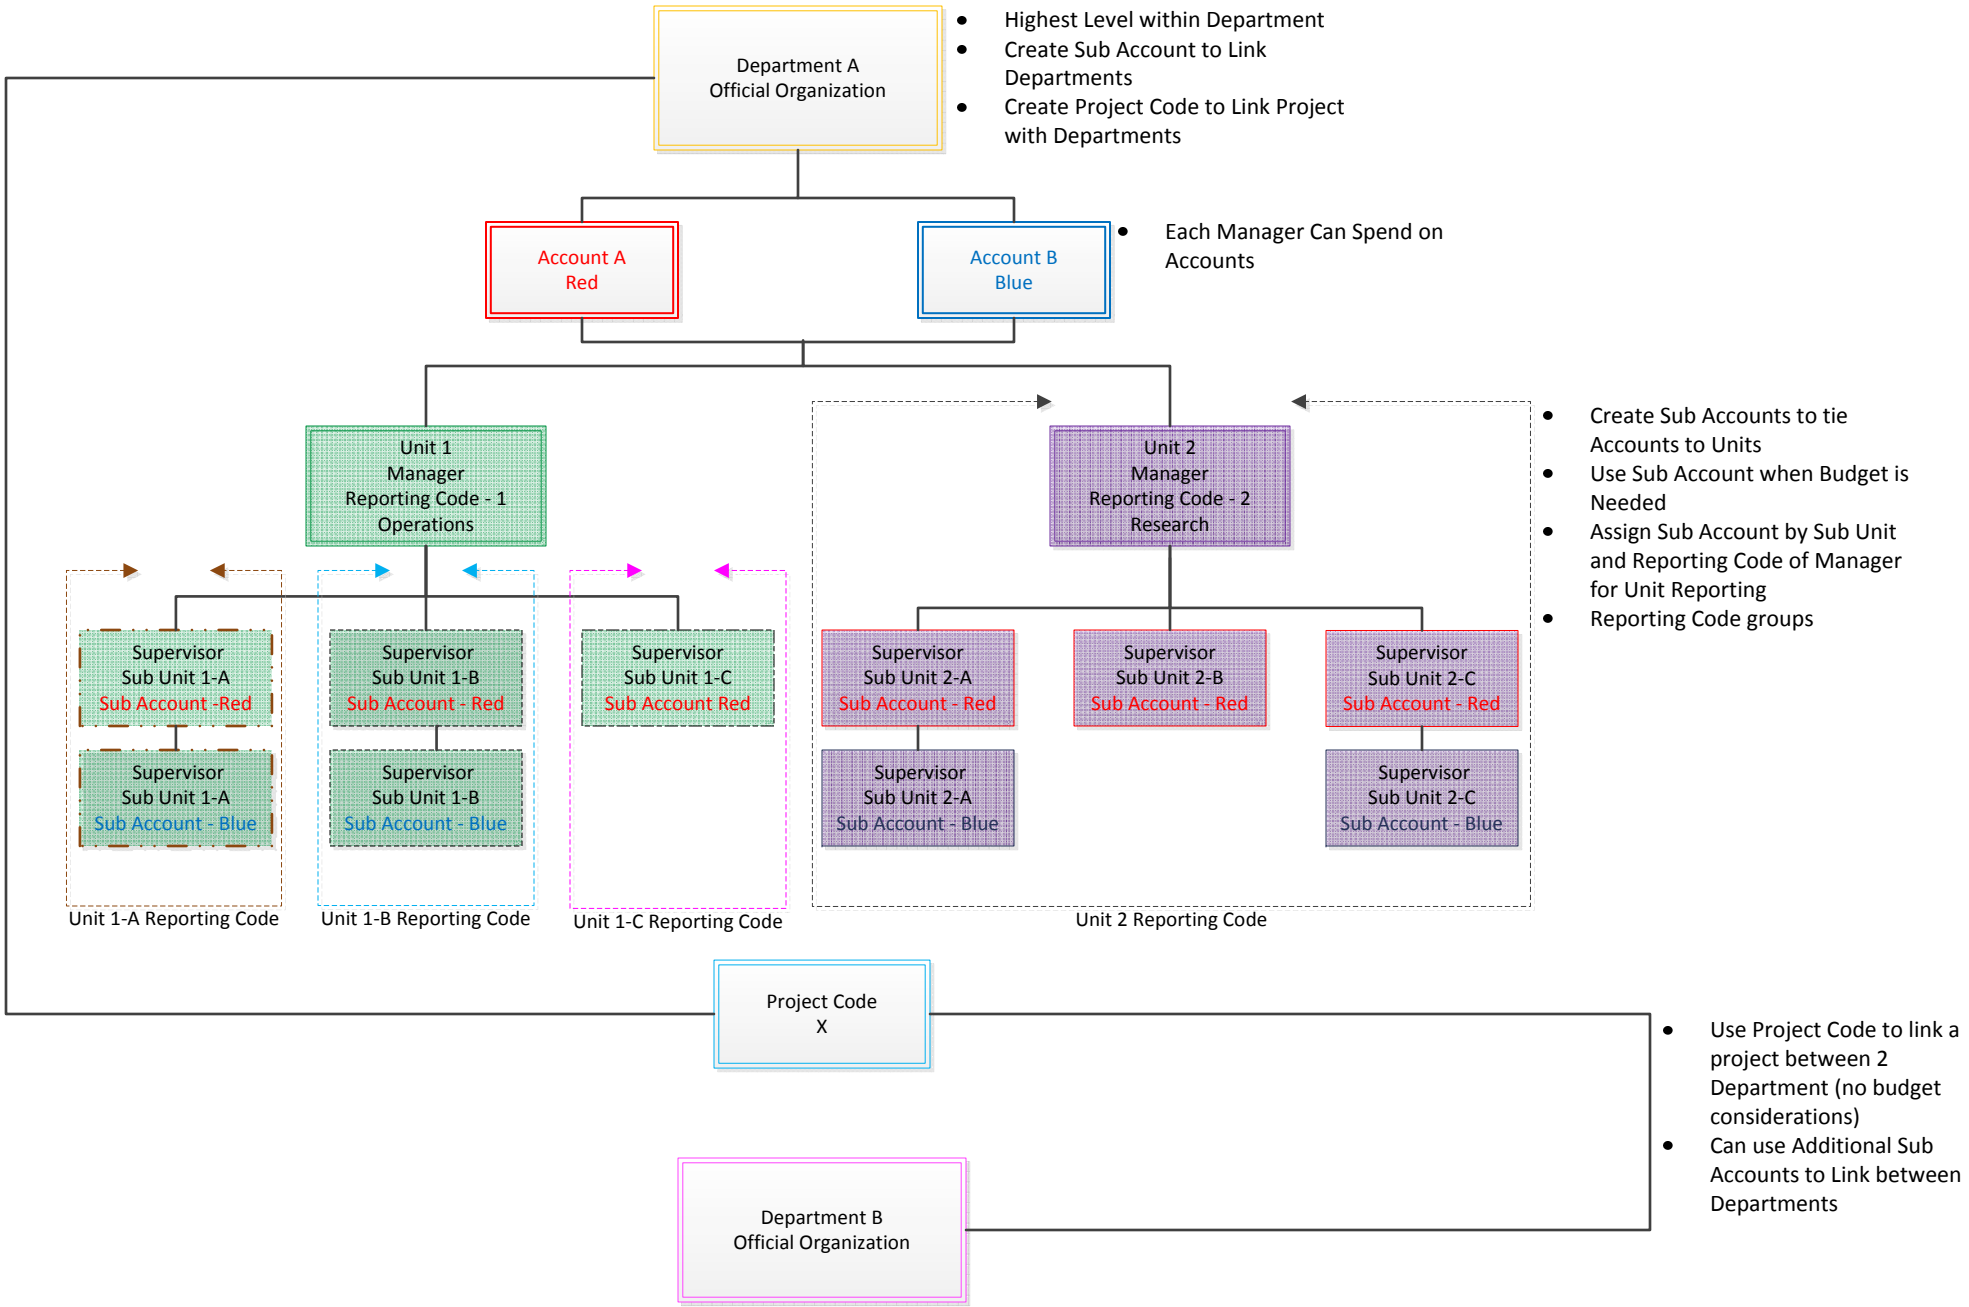 Department A
Official Organization
• Highest Level within Department
• Create Sub Account to Link
Departments
• Create Project Code to Link Project
with Departments
Account A
Red
Account B
Blue
• Each Manager Can Spend on
Accounts
Unit 1
Manager
Reporting Code - 1
Operations
Unit 2
Manager
Reporting Code - 2
Research
• Create Sub Accounts to tie
Accounts to Units
• Use Sub Account when Budget is
Needed
• Assign Sub Account by Sub Unit
and Reporting Code of Manager
for Unit Reporting
• Reporting Code groups
Supervisor
Sub Unit 1-A
Sub Account -Red
Supervisor
Sub Unit 1-B
Sub Account - Red
Supervisor
Sub Unit 1-C
Sub Account Red
Supervisor
Sub Unit 2-A
Sub Account - Red
Supervisor
Sub Unit 2-B
Sub Account - Red
Supervisor
Sub Unit 2-C
Sub Account - Red
Supervisor
Sub Unit 1-A
Sub Account - Blue
Supervisor
Sub Unit 1-B
Sub Account - Blue
Supervisor
Sub Unit 2-A
Sub Account - Blue
Supervisor
Sub Unit 2-C
Sub Account - Blue
Unit 1-A Reporting Code
Unit 1-B Reporting Code
Unit 1-C Reporting Code
Unit 2 Reporting Code
Project Code
X
• Use Project Code to link a
project between 2
Department (no budget
considerations)
• Can use Additional Sub
Accounts to Link between
Departments
Department B
Official Organization